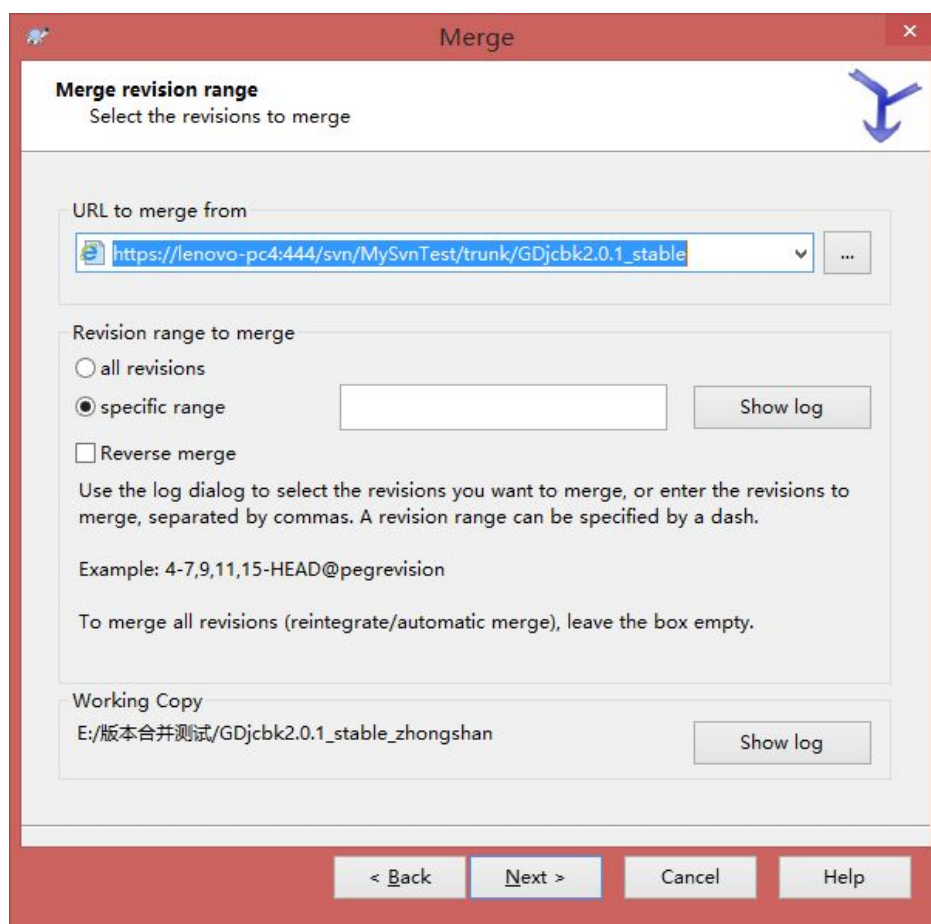 Merge
Merge revision range
Select the revisions to merge
URL to merge from
https://lenovo-pc4:444/svn/MySvnTest/trunk/GDjcbk2.0.1_stable
...
Revision range to merge
all revisions
specific range
Show log
Reverse merge
Use the log dialog to select the revisions you want to merge, or enter the revisions to
merge, separated by commas. A revision range can be specified by a dash.
Example: 4-7,9,11,15-HEAD@pegrevision
To merge all revisions (reintegrate/automatic merge), leave the box empty.
Working Copy
E:/版本合并测试/GDjcbk2.0.1_stable_zhongshan
Show log
< Back
Next >
Cancel
Help